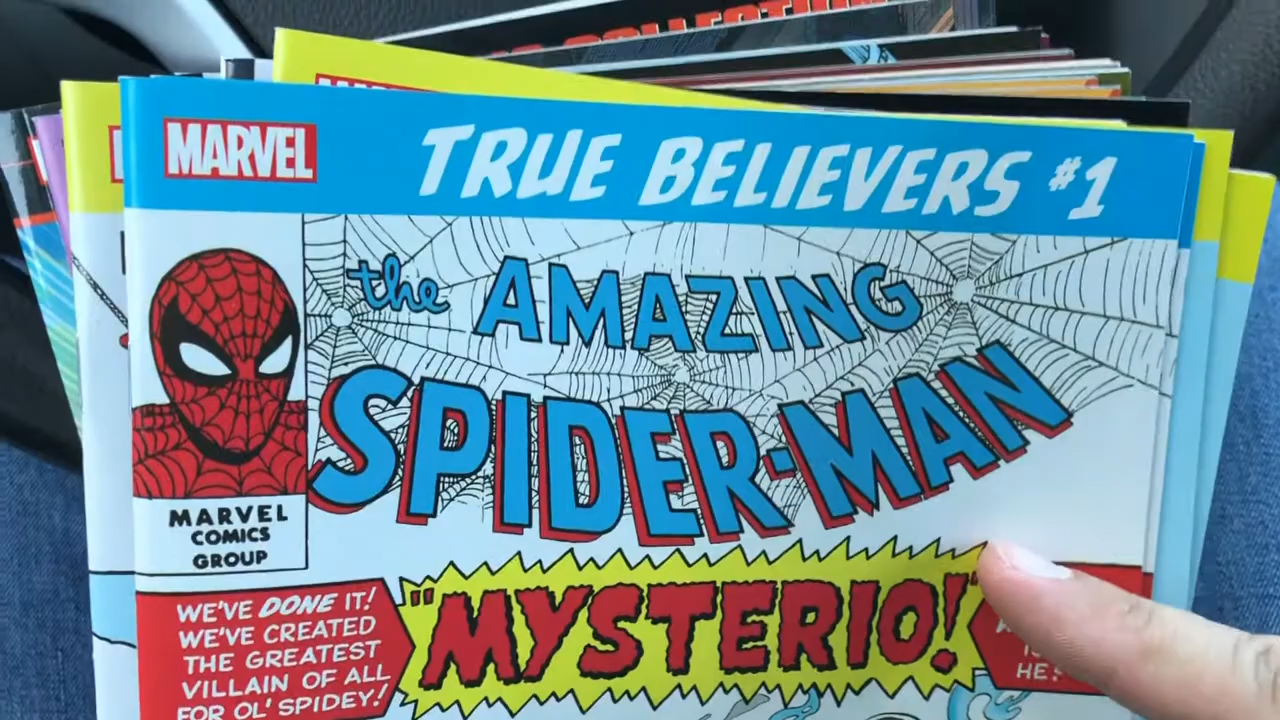 COLLECTION
MARVEL
TRUE BELIEVERS #1
the AMAZING
SPIDER-MAN
MARVEL
COMICS
GROUP
WE'VE DONE IT!
WE'VE CREATED
THE GREATEST
VILLAIN OF ALL
FOR OL' SPIDEY!
"MYSTERIO!"
HE?